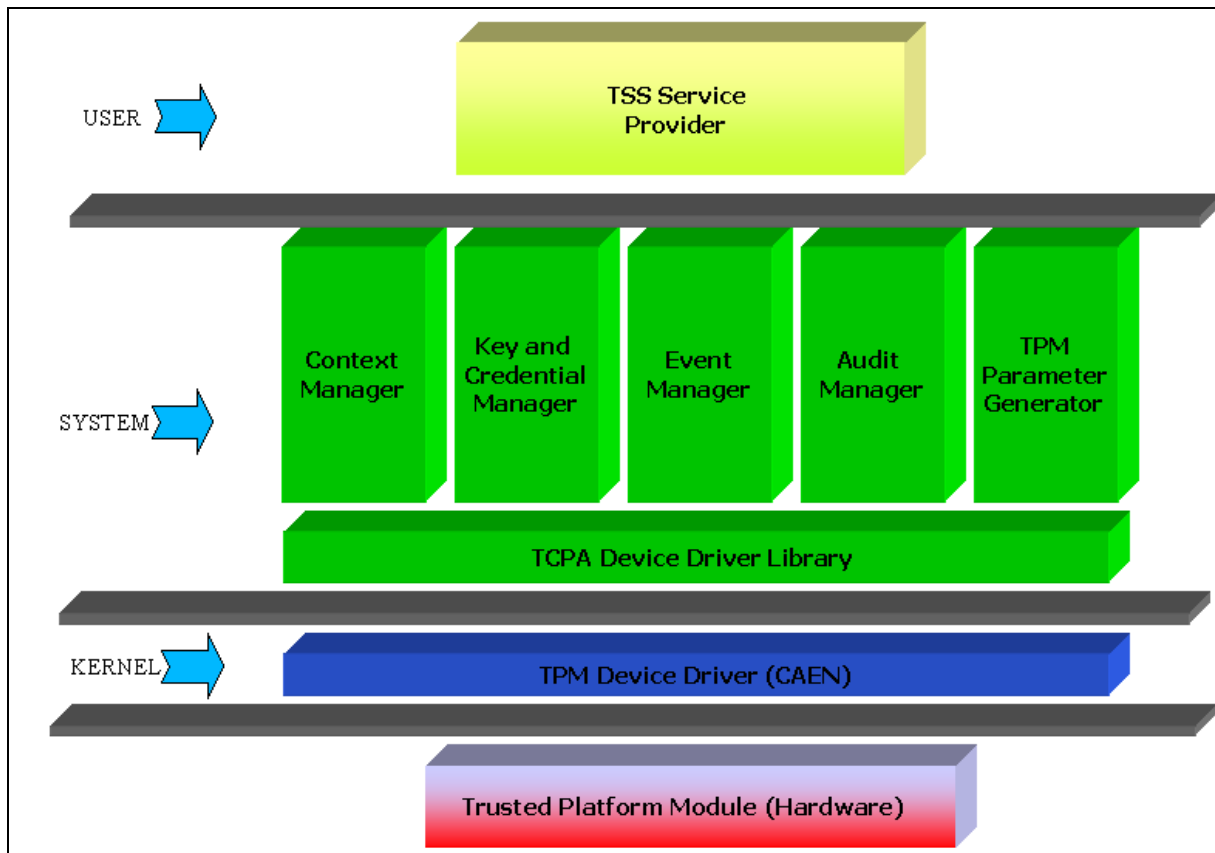 USER
TSS Service
Provider
SYSTEM
Context
Manager
Key and
Credential
Manager
Event
Manager
Audit
Manager
TPM
Parameter
Generator
TCPA Device Driver Library
KERNEL
TPM Device Driver (CAEN)
Trusted Platform Module (Hardware)